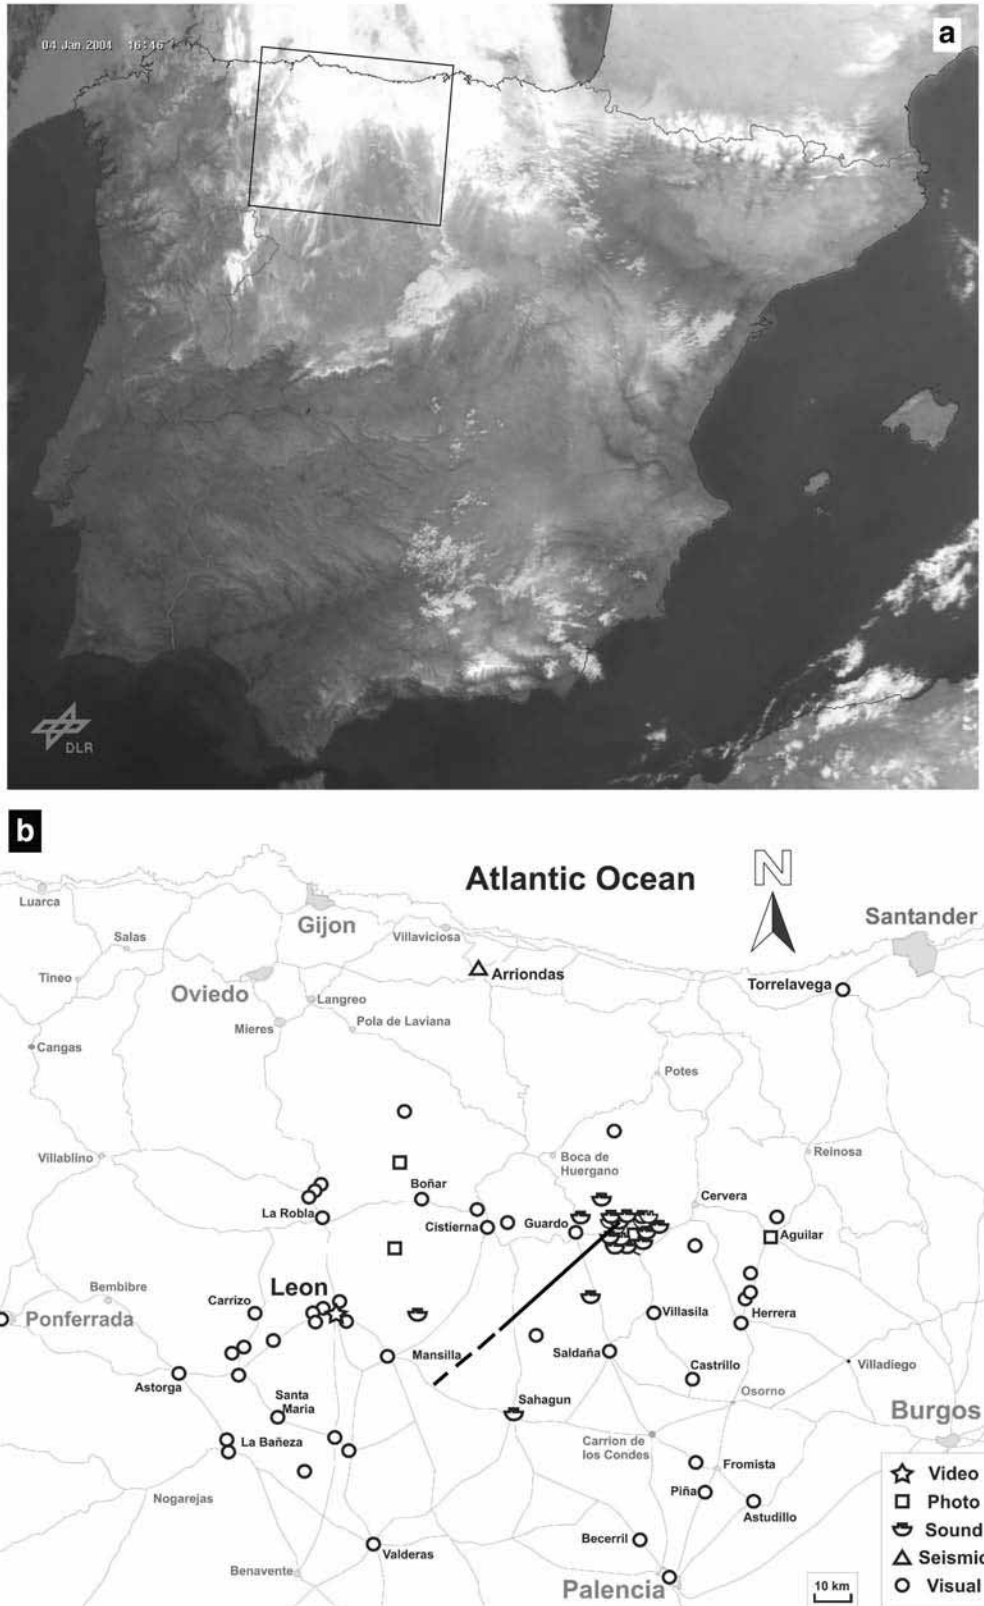 04 Jan 2004 16:46
a
DLR
b
Atlantic Ocean
N
Santander
Luarca
Gijon
Villaviciosa
Salas
Tineo
Arriondas
Torrelavega
Oviedo
Langreo
Mieres
Pola de Laviana
Cangas
Potes
Villablino
Boca de
Huergano
Reinosa
Boñar
Cervera
La Robla
Cistierna
Guardo
Aguilar
Leon
Bembibre
Carrizo
Ponferrada
Villasila
Herrera
Mansilla
Saldaña
Villadiego
Astorga
Castrillo
Santa
Maria
Sahagun
Osorno
Burgos
La Bañeza
Carrion de
los Condes
Fromista
Nogarejas
Piña
Astudillo
Becerril
Valderas
Benavente
Palencia
Video
Photo
Sound
Seismic
Visual
10 km